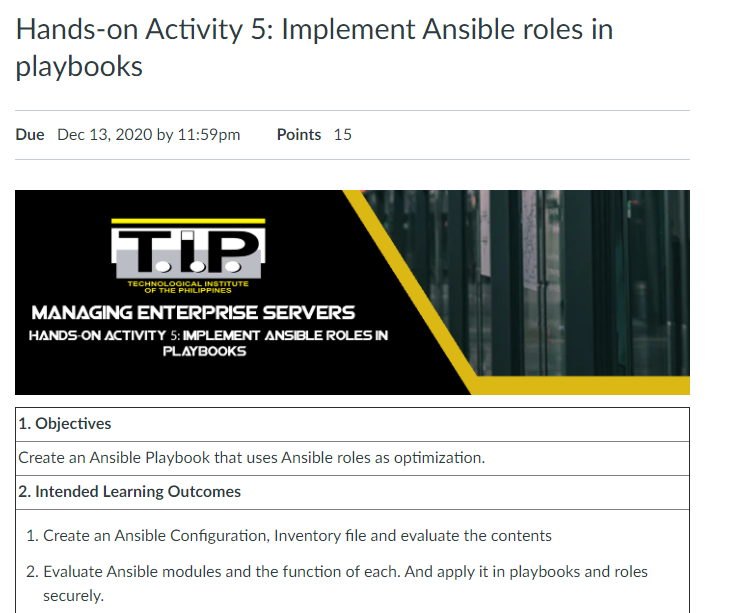 Hands-on Activity 5: Implement Ansible roles in
playbooks
Due Dec 13, 2020 by 11:59pm Points 15
T.I.P.
TECHNOLOGICAL INSTITUTE
OF THE PHILIPPINES
MANAGING ENTERPRISE SERVERS
HANDS-ON ACTIVITY 5: IMPLEMENT ANSIBLE ROLES IN
PLAYBOOKS
1. Objectives
Create an Ansible Playbook that uses Ansible roles as optimization.
2. Intended Learning Outcomes
1. Create an Ansible Configuration, Inventory file and evaluate the contents
2. Evaluate Ansible modules and the function of each. And apply it in playbooks and roles
securely.